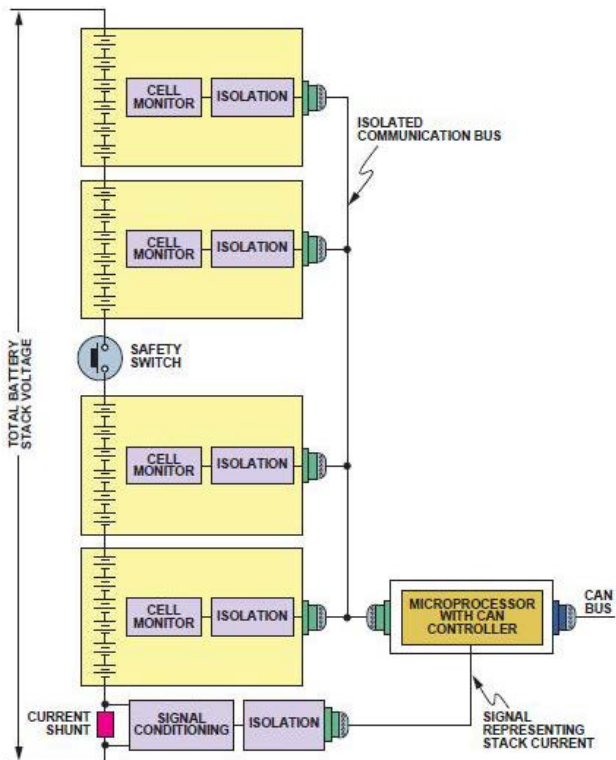 CELL
MONITOR
ISOLATION
ISOLATED
COMMUNICATION BUS
CELL
MONITOR
ISOLATION
TOTAL BATTERY
STACK VOLTAGE
SAFETY
SWITCH
CELL
MONITOR
ISOLATION
CELL
MONITOR
ISOLATION
MICROPROCESSOR
WITH CAN
CONTROLLER
CAN
BUS
CURRENT
SHUNT
SIGNAL
CONDITIONING
ISOLATION
SIGNAL
REPRESENTING
STACK CURRENT